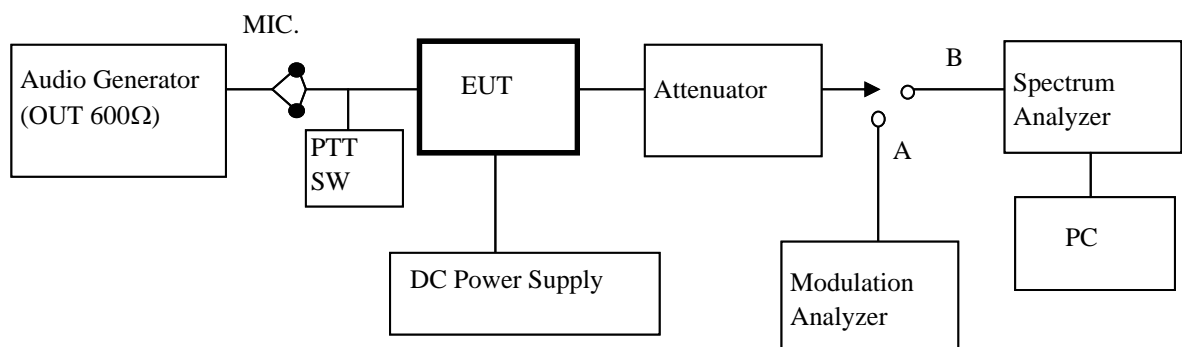 MIC.
Audio Generator
(OUT 600Ω)
PTT
SW
EUT
Attenuator
B
A
Spectrum
Analyzer
PC
DC Power Supply
Modulation
Analyzer